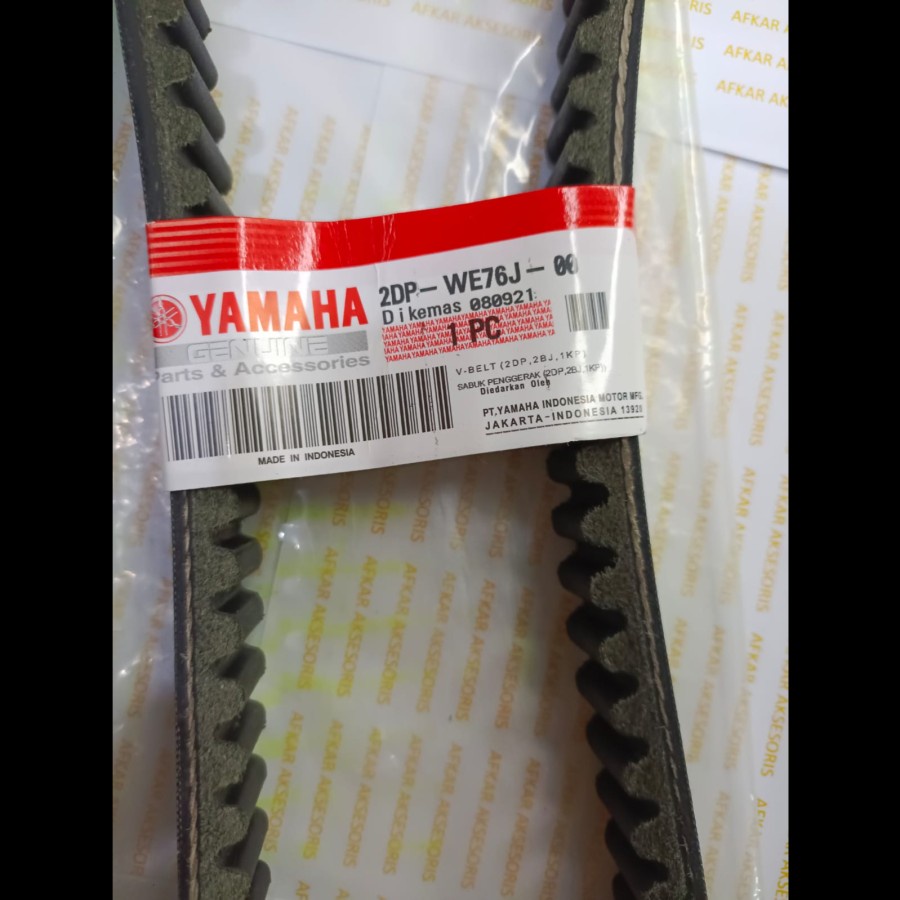 YAMAHA
GENUINE
Parts & Accessories
2DP-WE76J-00
Dikemas 080921
1 PC
V-BELT (2DP,2BJ,1KP)
SABUK PENGGERAK (2DP,2BJ,1KP)
Diedarkan Oleh
PT,YAMAHA INDONESIA MOTOR MFG.
JAKARTA-INDONESIA 13920
MADE IN INDONESIA
AFKAR AKSESORIS